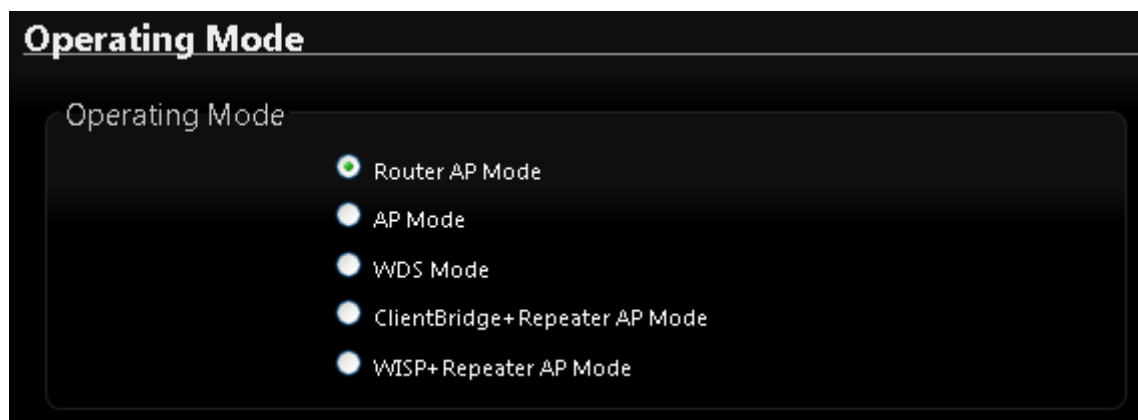 Operating Mode
Operating Mode
Router AP Mode
AP Mode
WDS Mode
ClientBridge+Repeater AP Mode
WISP+Repeater AP Mode